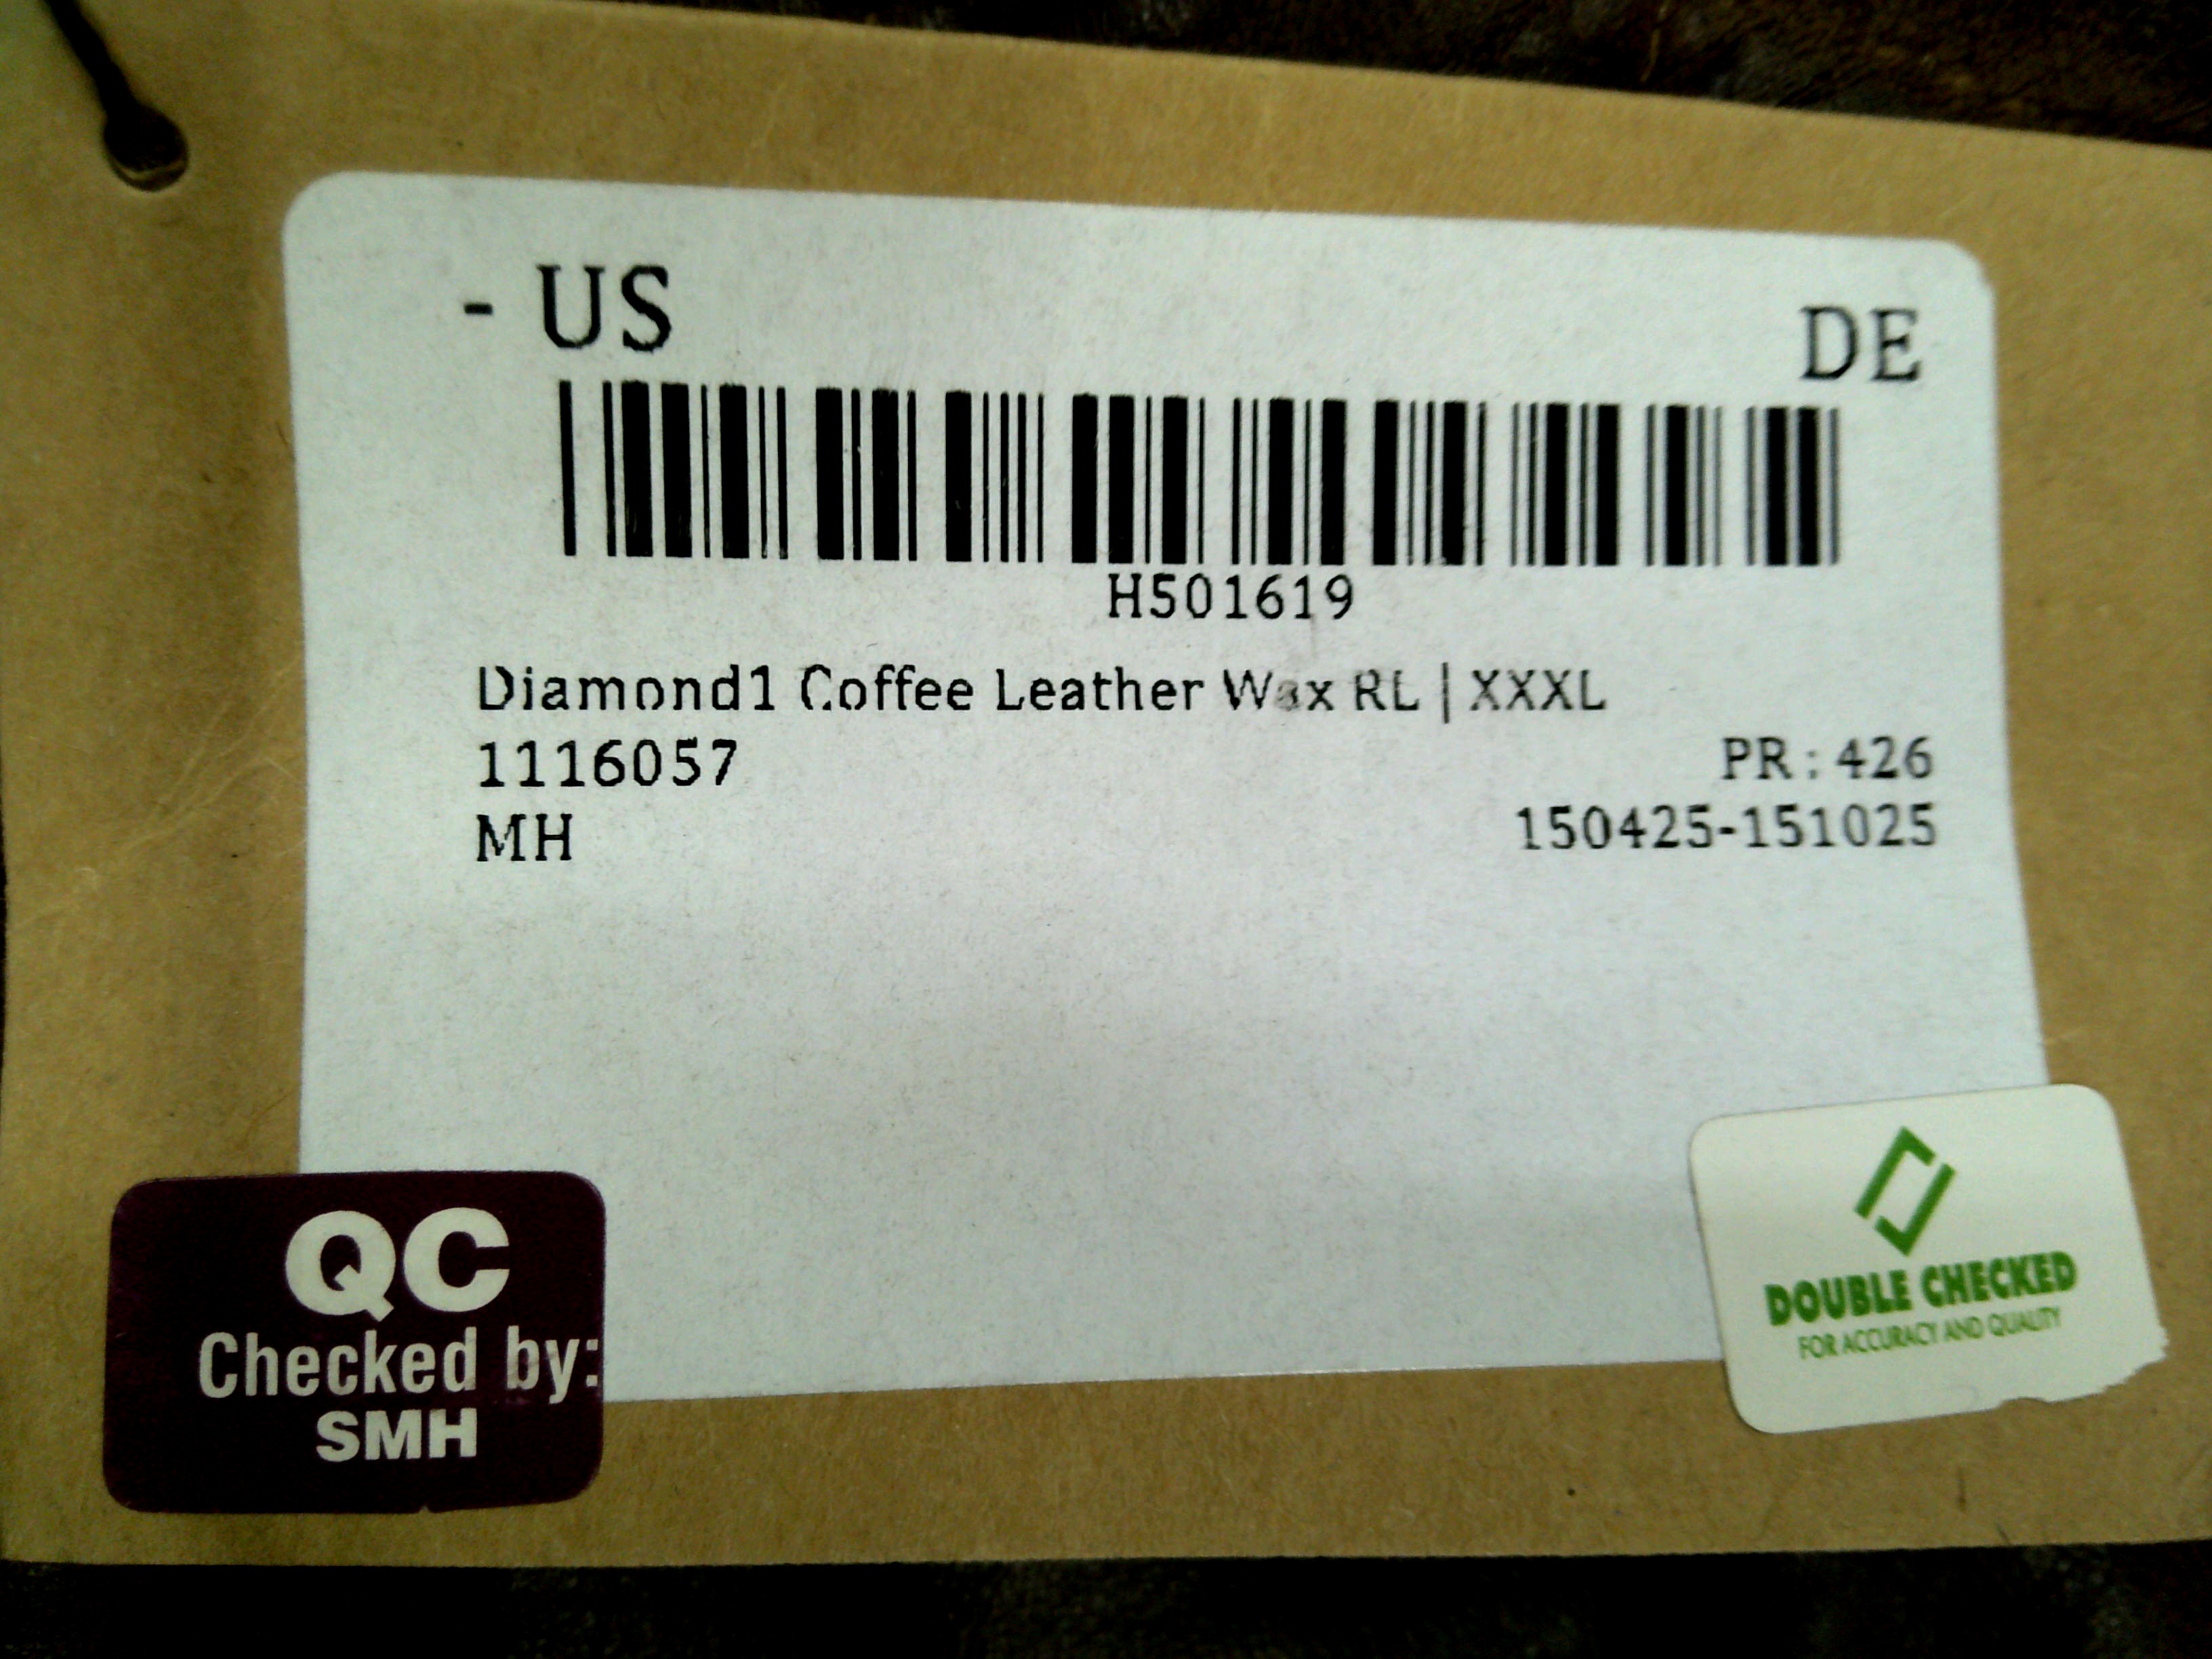 - US DE
H501619
Diamond1 Coffee Leather Wax RL | XXXL
1116057 PR : 426
MH 150425-151025
QC
Checked by:
SMH
DOUBLE CHECKED
FOR ACCURACY AND QUALITY